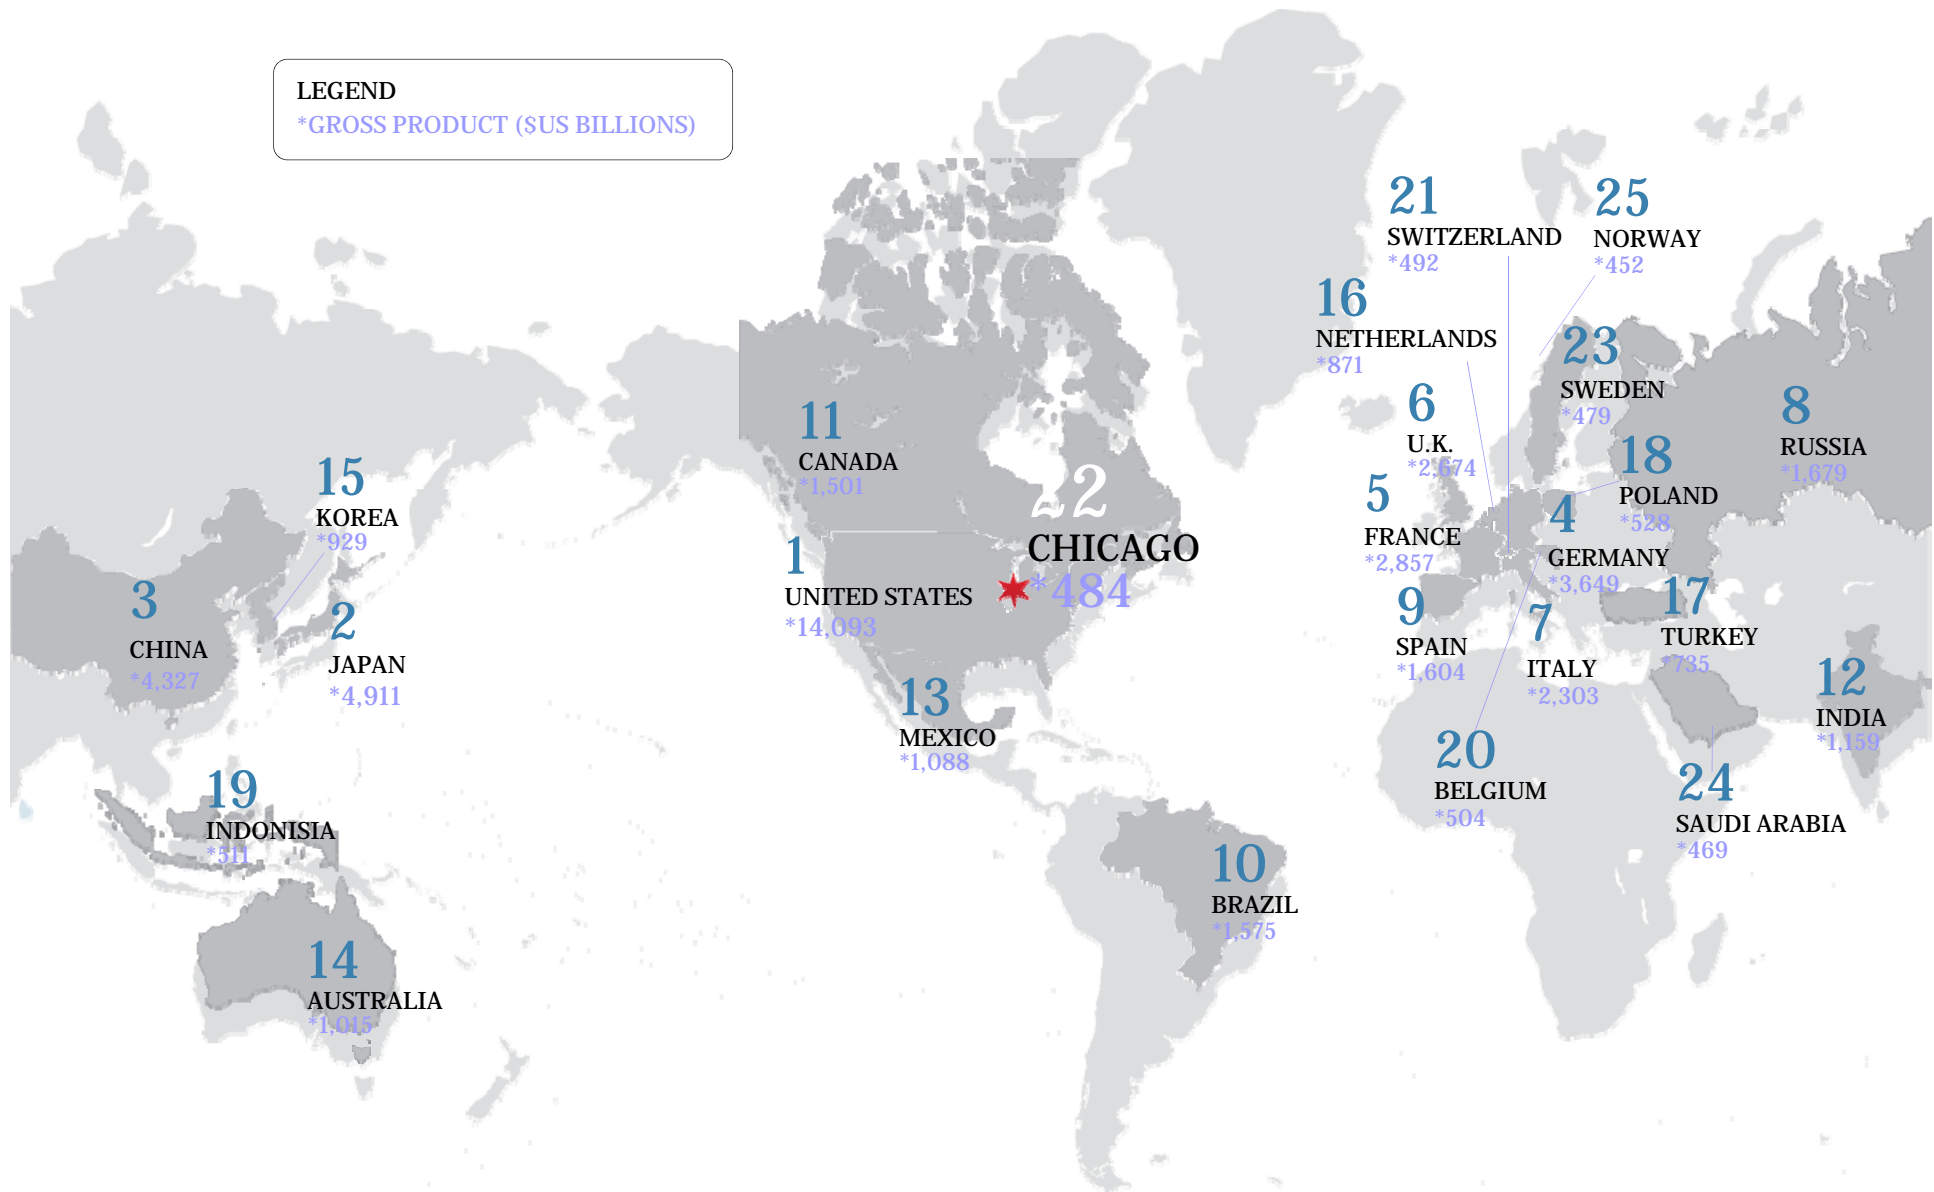 LEGEND
*GROSS PRODUCT ($US BILLIONS)
21
SWITZERLAND
*492
25
NORWAY
*452
16
NETHERLANDS
*871
23
SWEDEN
*479
6
U.K.
*2,674
8
RUSSIA
*1,679
11
CANADA
*1,501
18
POLAND
*528
15
KOREA
*929
22
CHICAGO
*484
5
FRANCE
*2,857
4
GERMANY
*3,649
1
UNITED STATES
*14,093
3
CHINA
*4,327
2
JAPAN
*4,911
9
SPAIN
*1,604
7
ITALY
*2,303
17
TURKEY
*735
12
INDIA
*1,159
13
MEXICO
*1,088
20
BELGIUM
*504
24
SAUDI ARABIA
*469
19
INDONISIA
*511
10
BRAZIL
*1,575
14
AUSTRALIA
*1,015